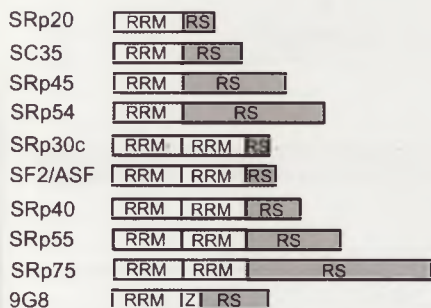 SRp20 RRM RS
SC35 RRM RS
SRp45 RRM RS
SRp54 RRM RS
SRp30c RRM RRM RS
SF2/ASF RRM RRM RS
SRp40 RRM RRM RS
SRp55 RRM RRM RS
SRp75 RRM RRM RS
9G8 RRM Z RS